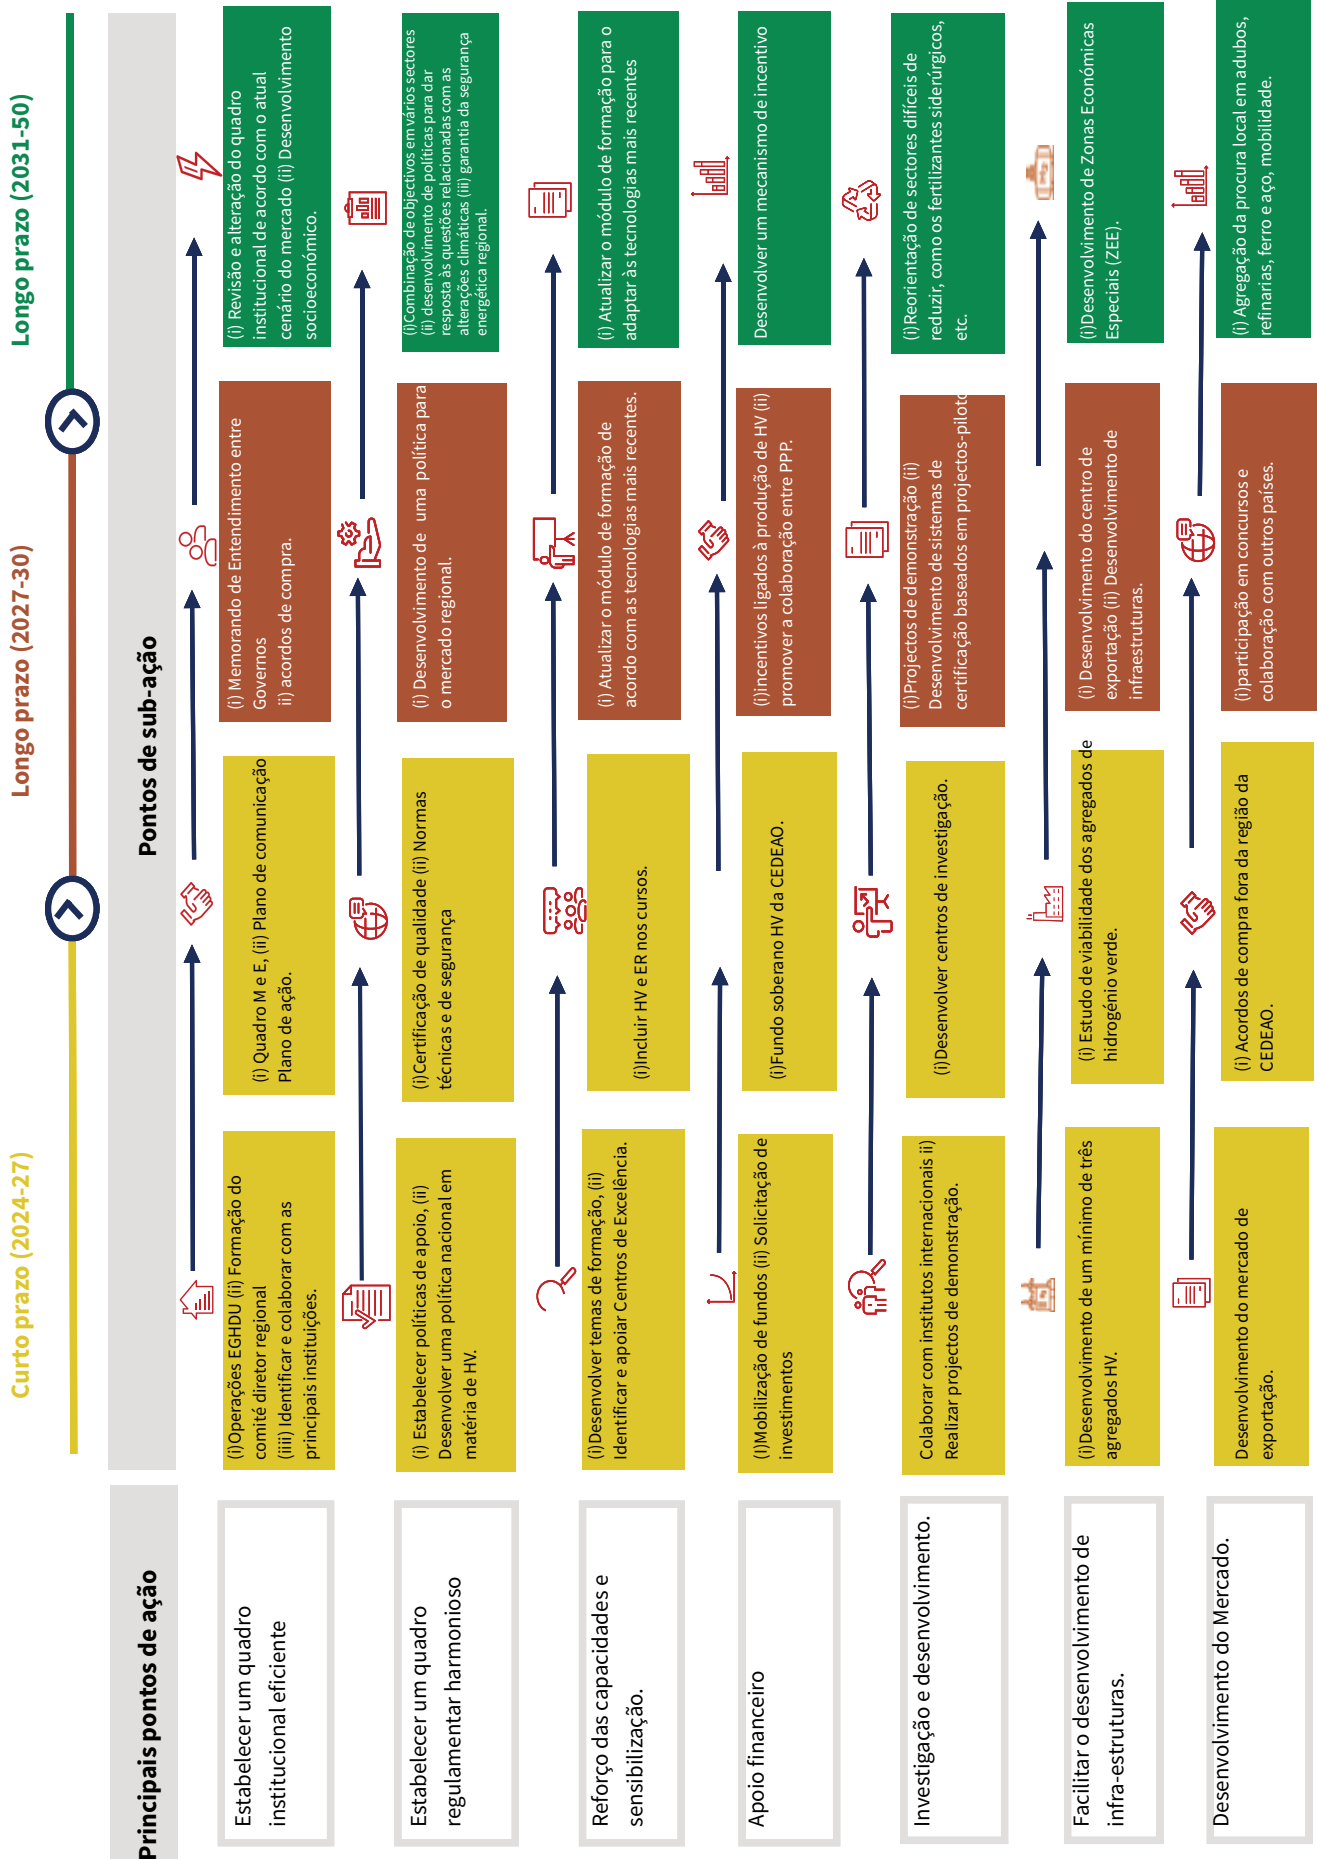 Curto prazo (2024-27)
Longo prazo (2027-30)
Longo prazo (2031-50)
Principais pontos de ação
Pontos de sub-ação
Estabelecer um quadro
institucional eficiente
(i)Operações EGHDU (ii) Formação do
comité diretor regional
(iiii) Identificar e colaborar com as
principais instituições.
(i) Quadro M e E, (ii) Plano de comunicação
Plano de ação.
(i) Memorando de Entendimento entre
Governos
ii) acordos de compra.
(i) Revisão e alteração do quadro
institucional de acordo com o atual
cenário do mercado (ii) Desenvolvimento
socioeconómico.
Estabelecer um quadro
regulamentar harmonioso
(i) Estabelecer políticas de apoio, (ii)
Desenvolver uma política nacional em
matéria de HV.
(i)Certificação de qualidade (ii) Normas
técnicas e de segurança
(i) Desenvolvimento de uma política para
o mercado regional.
(i)Combinação de objectivos em vários sectores
(ii) desenvolvimento de políticas para dar
resposta às questões relacionadas com as
alterações climáticas (iii) garantia da segurança
energética regional.
Reforço das capacidades e
sensibilização.
(i)Desenvolver temas de formação, (ii)
Identificar e apoiar Centros de Excelência.
(i)Incluir HV e ER nos cursos.
(i) Atualizar o módulo de formação de
acordo com as tecnologias mais recentes.
(i) Atualizar o módulo de formação para o
adaptar às tecnologias mais recentes
Apoio financeiro
(I)Mobilização de fundos (ii) Solicitação de
investimentos
(i)Fundo soberano HV da CEDEAO.
(i)incentivos ligados à produção de HV (ii)
promover a colaboração entre PPP.
Desenvolver um mecanismo de incentivo
Investigação e desenvolvimento.
Colaborar com institutos internacionais ii)
Realizar projectos de demonstração.
(i)Desenvolver centros de investigação.
(i)Projectos de demonstração (ii)
Desenvolvimento de sistemas de
certificação baseados em projectos-piloto
(i)Reorientação de sectores difíceis de
reduzir, como os fertilizantes siderúrgicos,
etc.
Facilitar o desenvolvimento de
infra-estruturas.
(i)Desenvolvimento de um mínimo de três
agregados HV.
(i) Estudo de viabilidade dos agregados de
hidrogénio verde.
(i) Desenvolvimento do centro de
exportação (ii) Desenvolvimento de
infraestruturas.
H2
(i)Desenvolvimento de Zonas Económicas
Especiais (ZEE).
Desenvolvimento do Mercado.
Desenvolvimento do mercado de
exportação.
(i) Acordos de compra fora da região da
CEDEAO.
(i)participação em concursos e
colaboração com outros países.
(i) Agregação da procura local em adubos,
refinarias, ferro e aço, mobilidade.